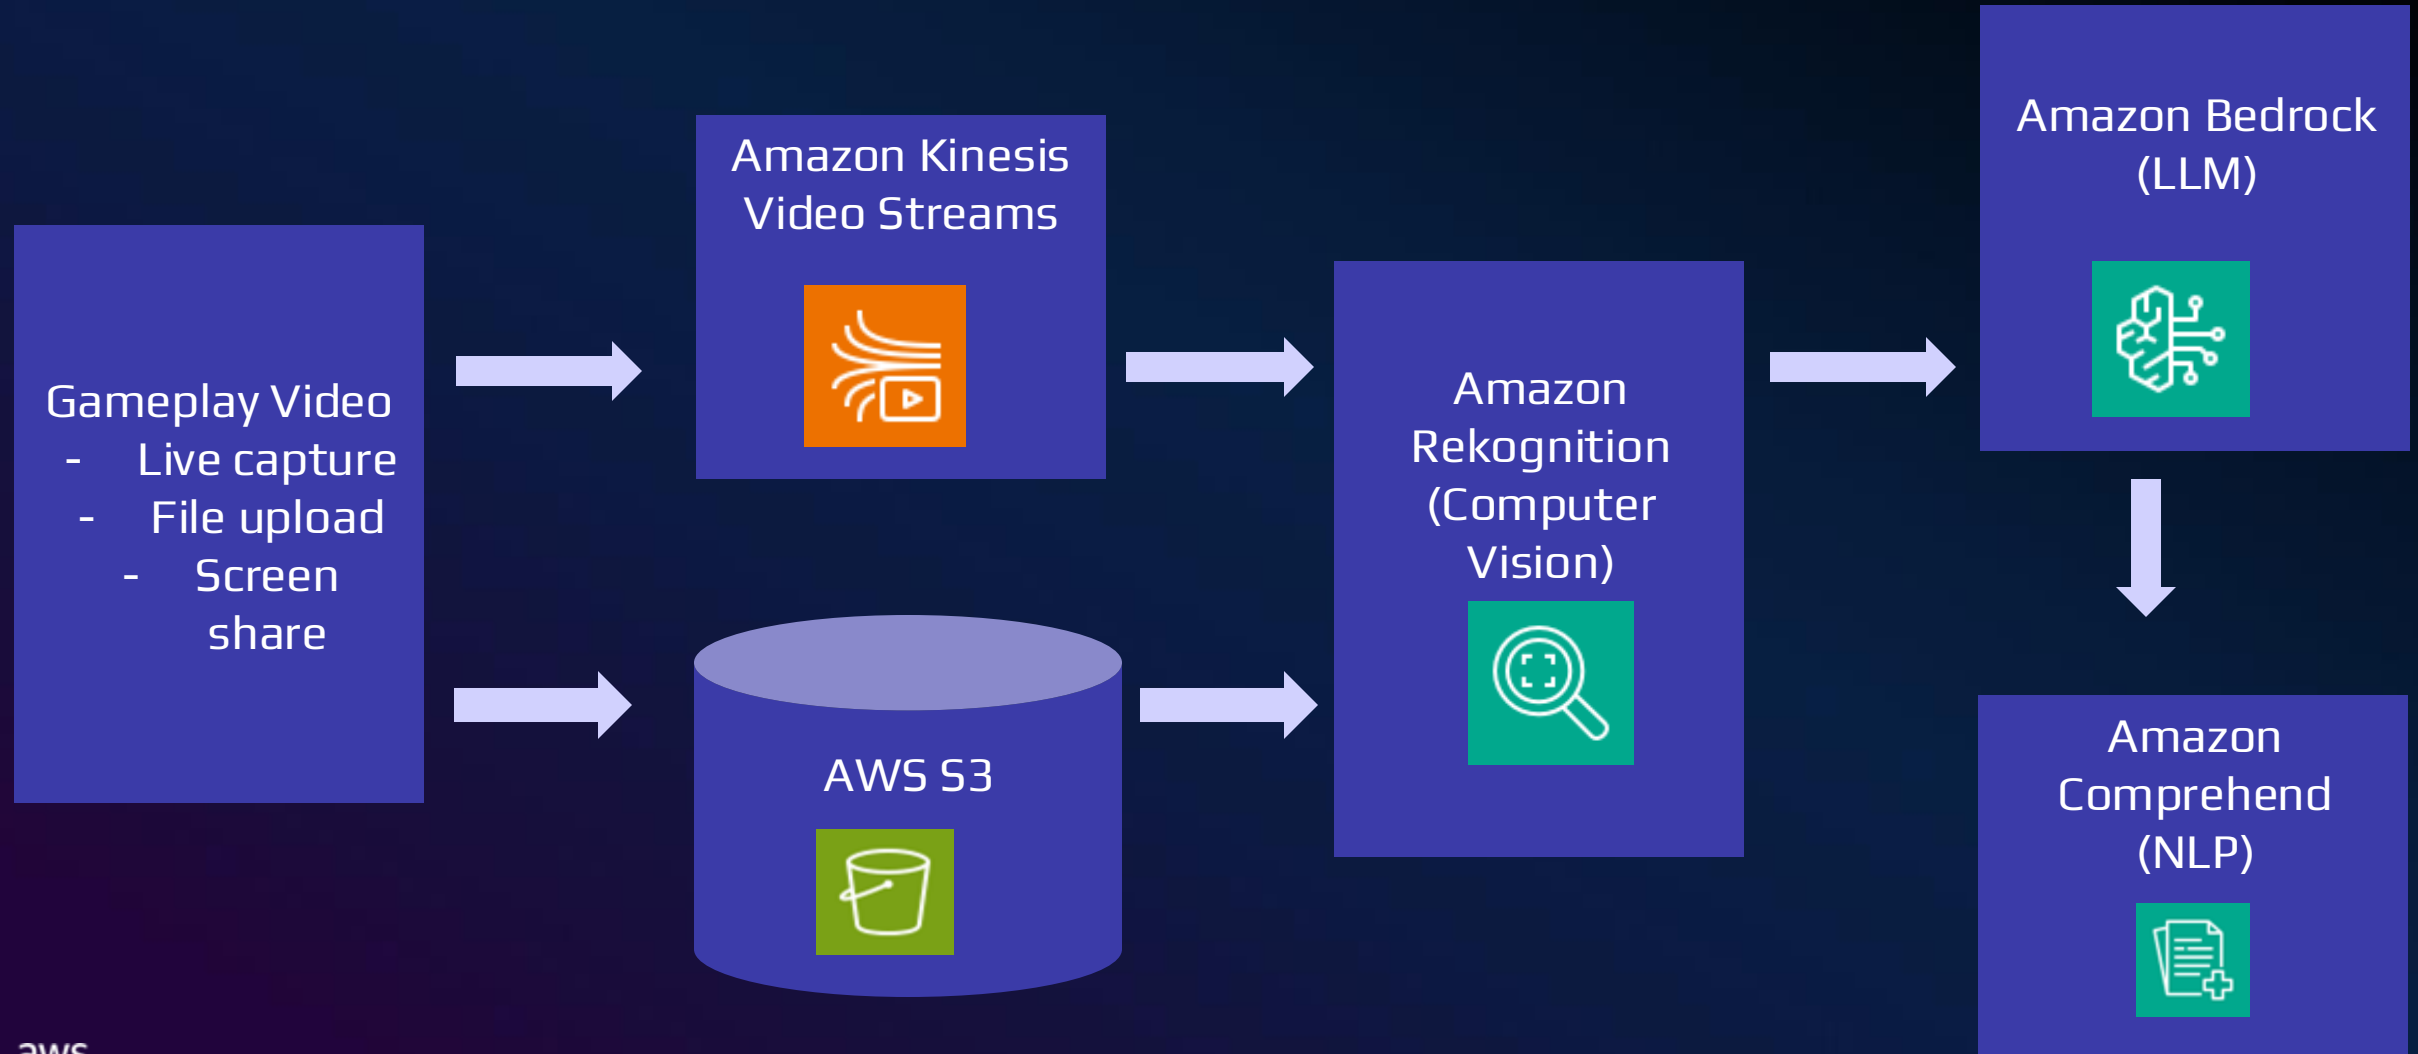 Gameplay Video
- Live capture
- File upload
- Screen
share
Amazon Kinesis
Video Streams
AWS S3
Amazon
Rekognition
(Computer
Vision)
Amazon Bedrock
(LLM)
Amazon
Comprehend
(NLP)
aws